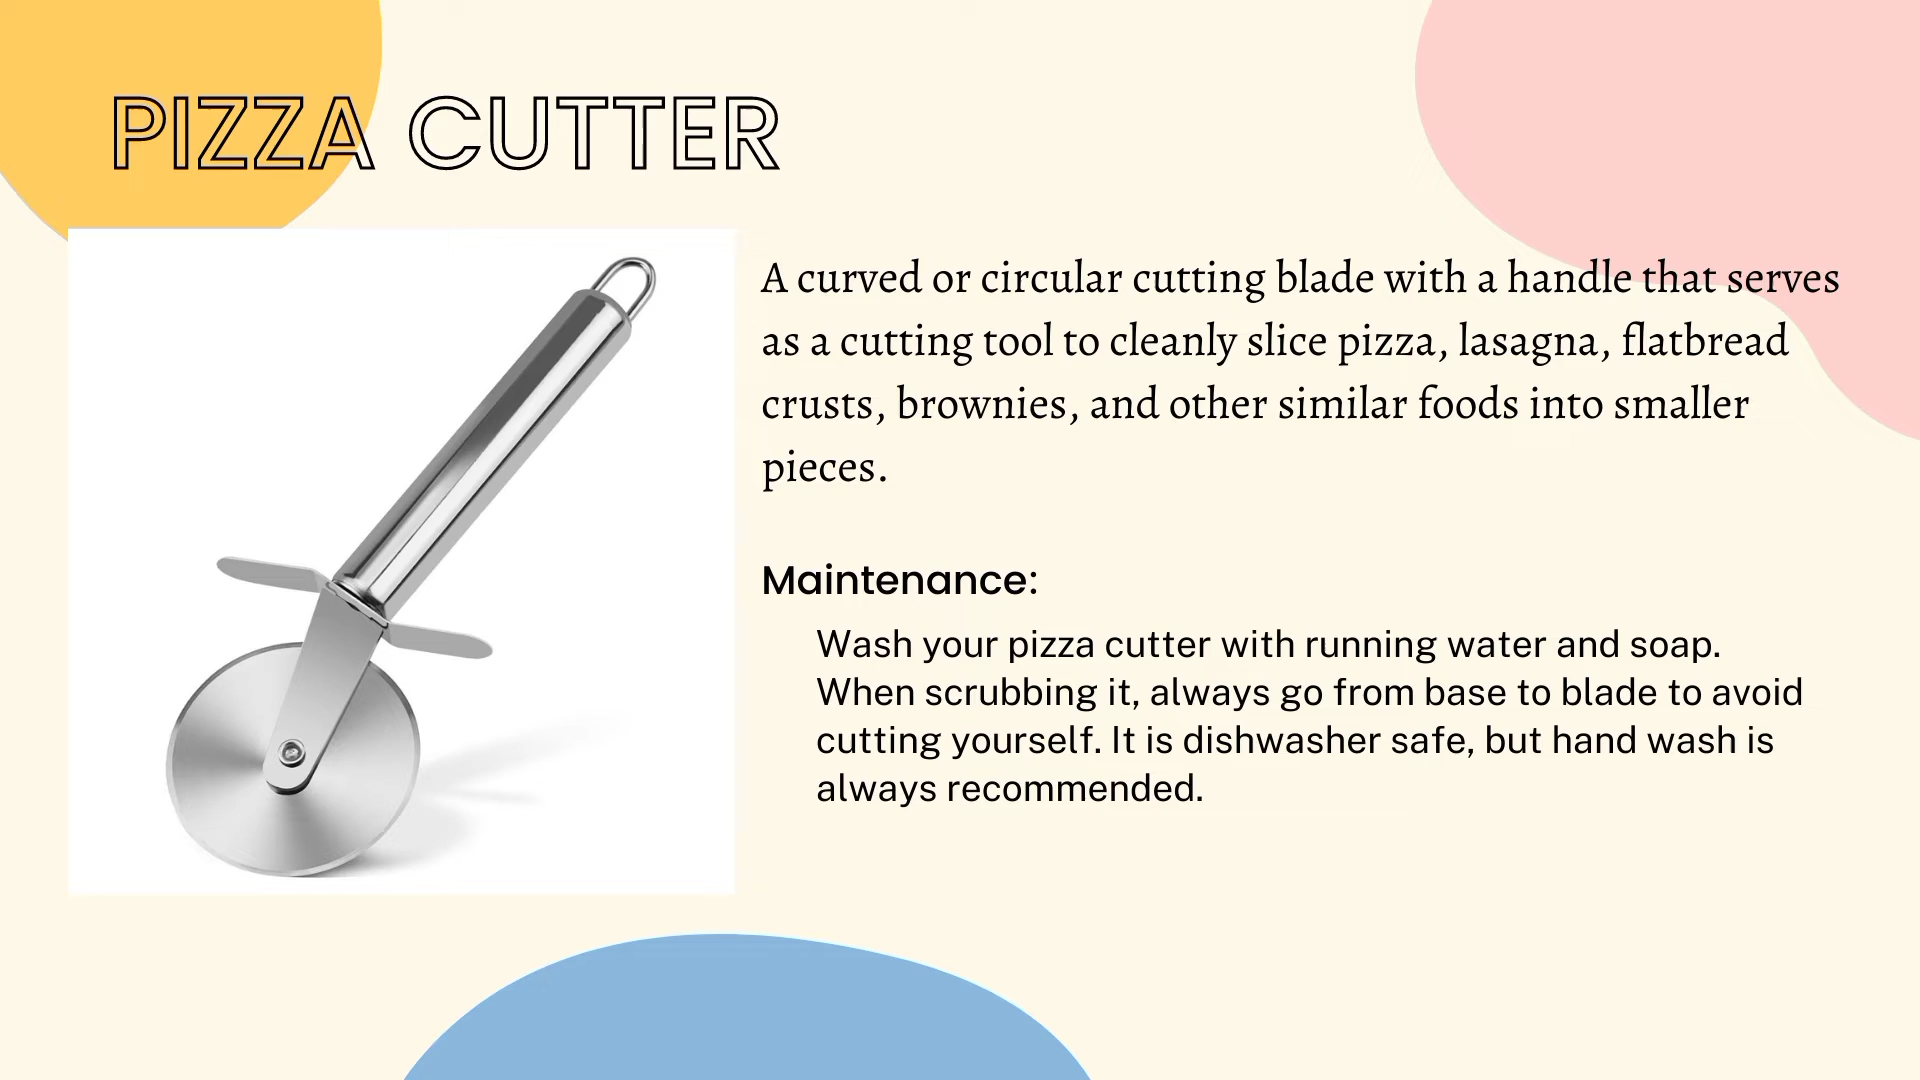 PIZZA CUTTER
A curved or circular cutting blade with a handle that serves
as a cutting tool to cleanly slice pizza, lasagna, flatbread
crusts, brownies, and other similar foods into smaller
pieces.
Maintenance:
Wash your pizza cutter with running water and soap.
When scrubbing it, always go from base to blade to avoid
cutting yourself. It is dishwasher safe, but hand wash is
always recommended.